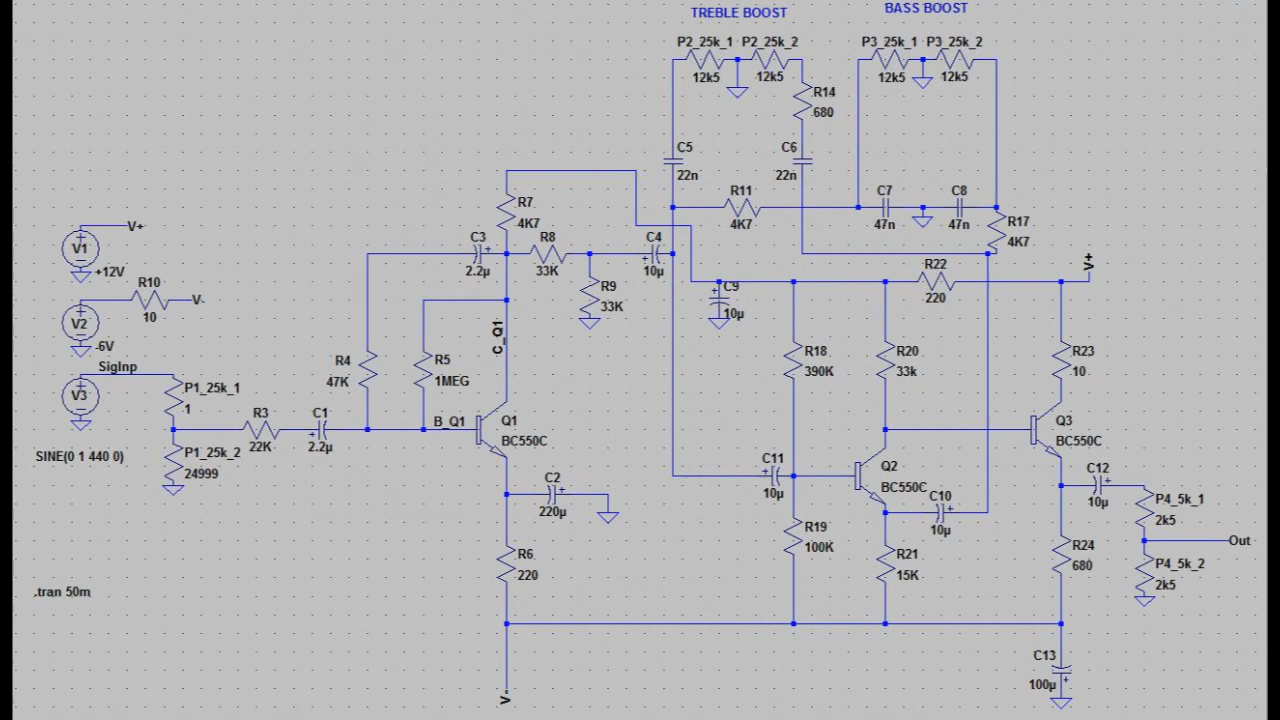 TREBLE BOOST
BASS BOOST
P2_25k_1 P2_25k_2
12k5 12k5
P3_25k_1 P3_25k_2
12k5 12k5
R14
680
C5
22n
C6
22n
R11
4K7
C7
47n
C8
47n
R17
4K7
R7
4K7
C3
2.2µ
R8
33K
C4
10µ
R9
33K
V1
V+
+12V
R10
10
V-
V2
-6V
SigInp
V3
SINE(0 1 440 0)
P1_25k_1
1
P1_25k_2
24999
R3
22K
C1
2.2µ
R4
47K
R5
1MEG
C_Q1
B_Q1
Q1
BC550C
C2
220µ
R6
220
V-
C9
10µ
R22
220
V+
R18
390K
R20
33k
R23
10
Q3
BC550C
C11
10µ
Q2
BC550C
C10
10µ
C12
10µ
P4_5k_1
2k5
Out
P4_5k_2
2k5
R19
100K
R21
15K
R24
680
C13
100µ
.tran 50m